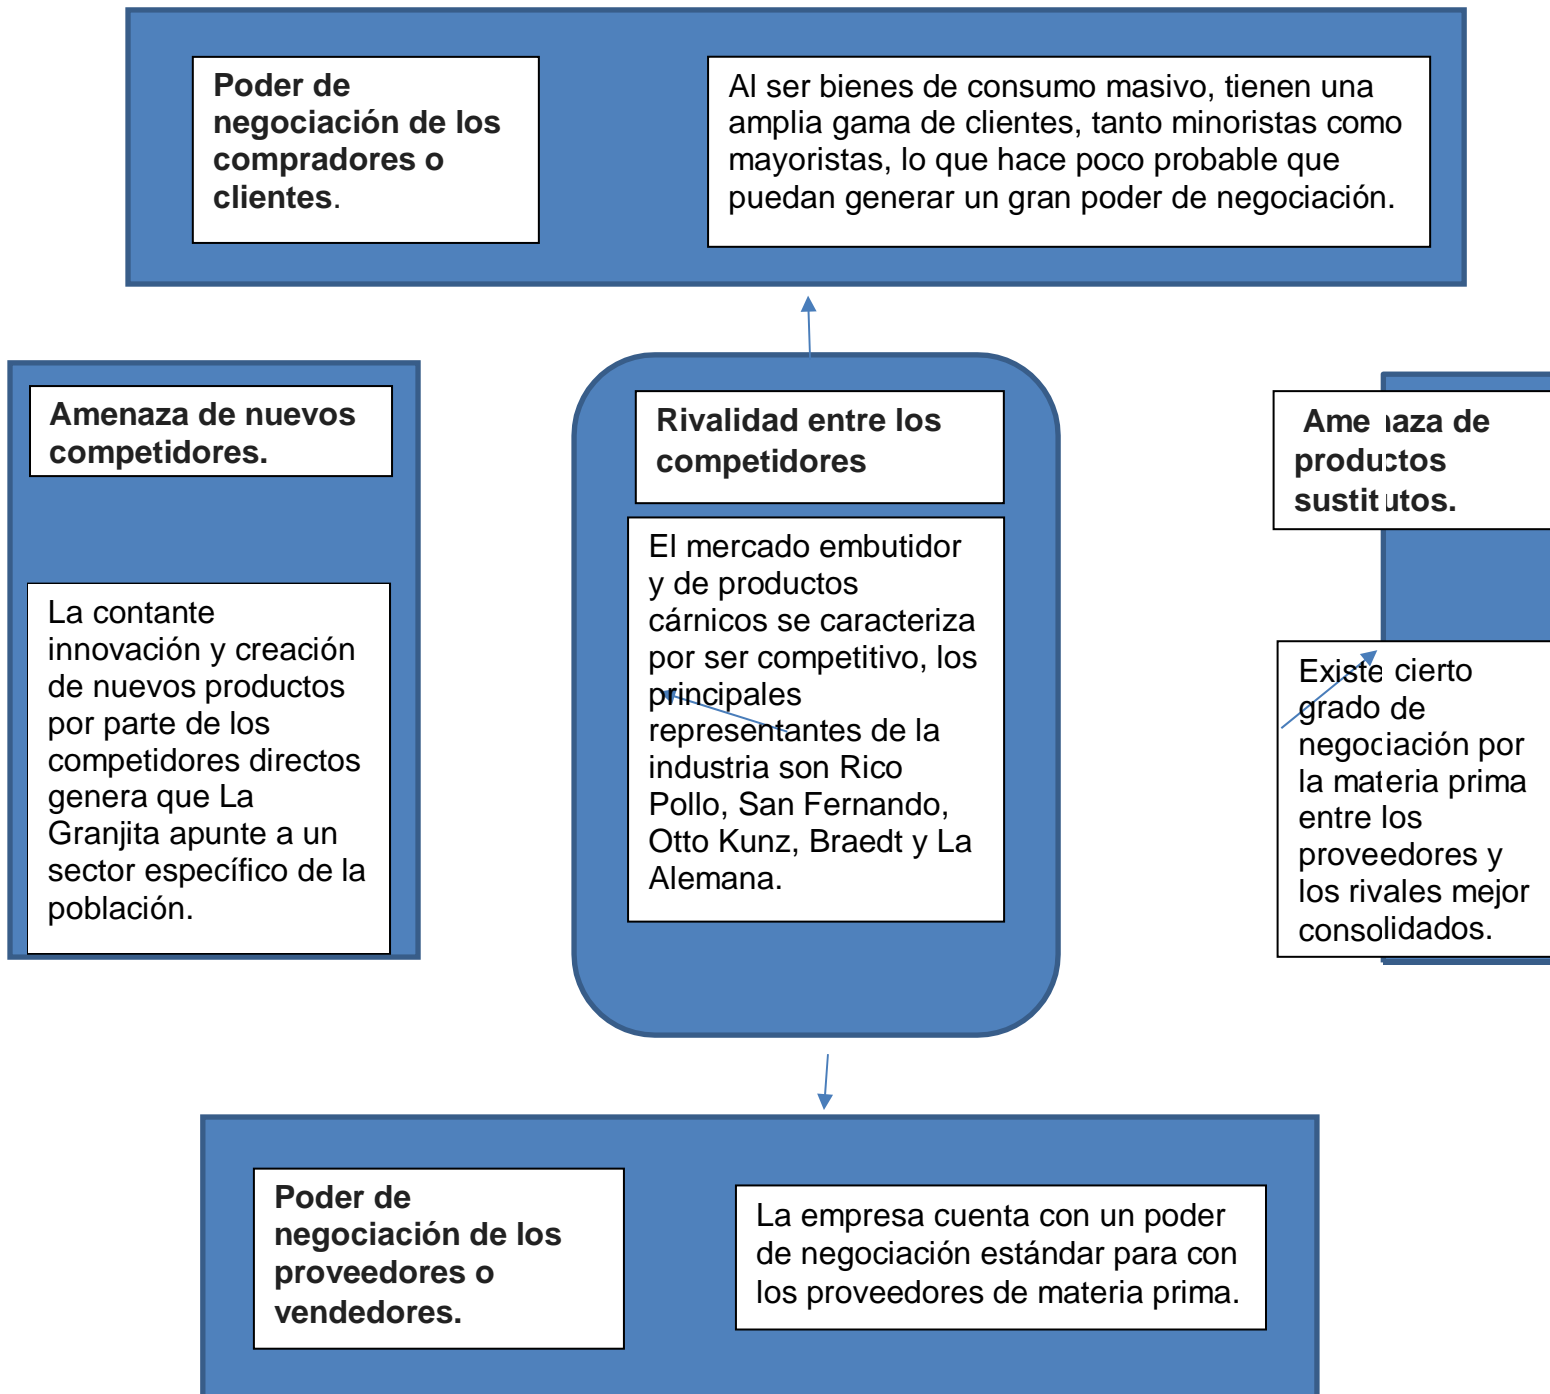 Poder de
negociación de los
compradores o
clientes.
Al ser bienes de consumo masivo, tienen una
amplia gama de clientes, tanto minoristas como
mayoristas, lo que hace poco probable que
puedan generar un gran poder de negociación.
Amenaza de nuevos
competidores.
La contante
innovación y creación
de nuevos productos
por parte de los
competidores directos
genera que La
Granjita apunte a un
sector específico de la
población.
Rivalidad entre los
competidores
El mercado embutidor
y de productos
cárnicos se caracteriza
por ser competitivo, los
principales
representantes de la
industria son Rico
Pollo, San Fernando,
Otto Kunz, Braedt y La
Alemana.
Amenaza de
productos
sustitutos.
Existe cierto
grado de
negociación por
la materia prima
entre los
proveedores y
los rivales mejor
consolidados.
Poder de
negociación de los
proveedores o
vendedores.
La empresa cuenta con un poder
de negociación estándar para con
los proveedores de materia prima.